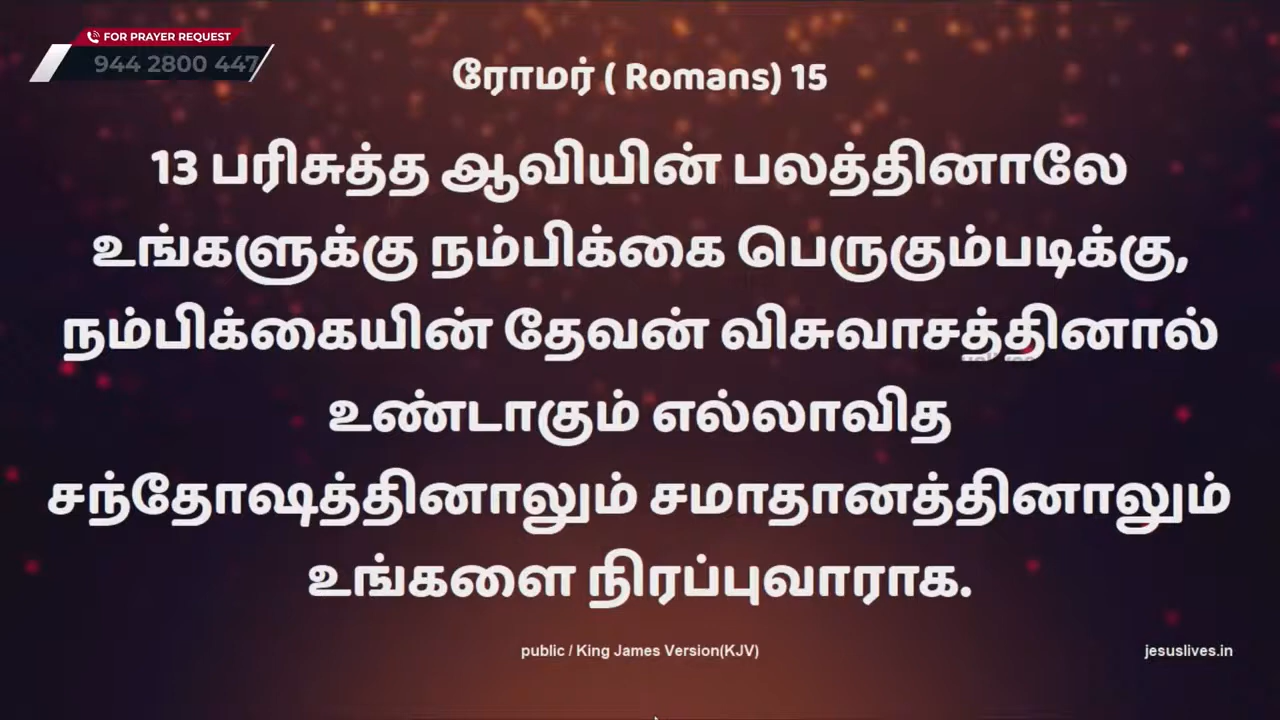 FOR PRAYER REQUEST
944 2800 447
ரோமர் ( Romans) 15
13 பரிசுத்த ஆவியின் பலத்தினாலே
உங்களுக்கு நம்பிக்கை பெருகும்படிக்கு,
நம்பிக்கையின் தேவன் விசுவாசத்தினால்
உண்டாகும் எல்லாவித
சந்தோஷத்தினாலும் சமாதானத்தினாலும்
உங்களை நிரப்புவாராக.
public / King James Version(KJV)
jesuslives.in